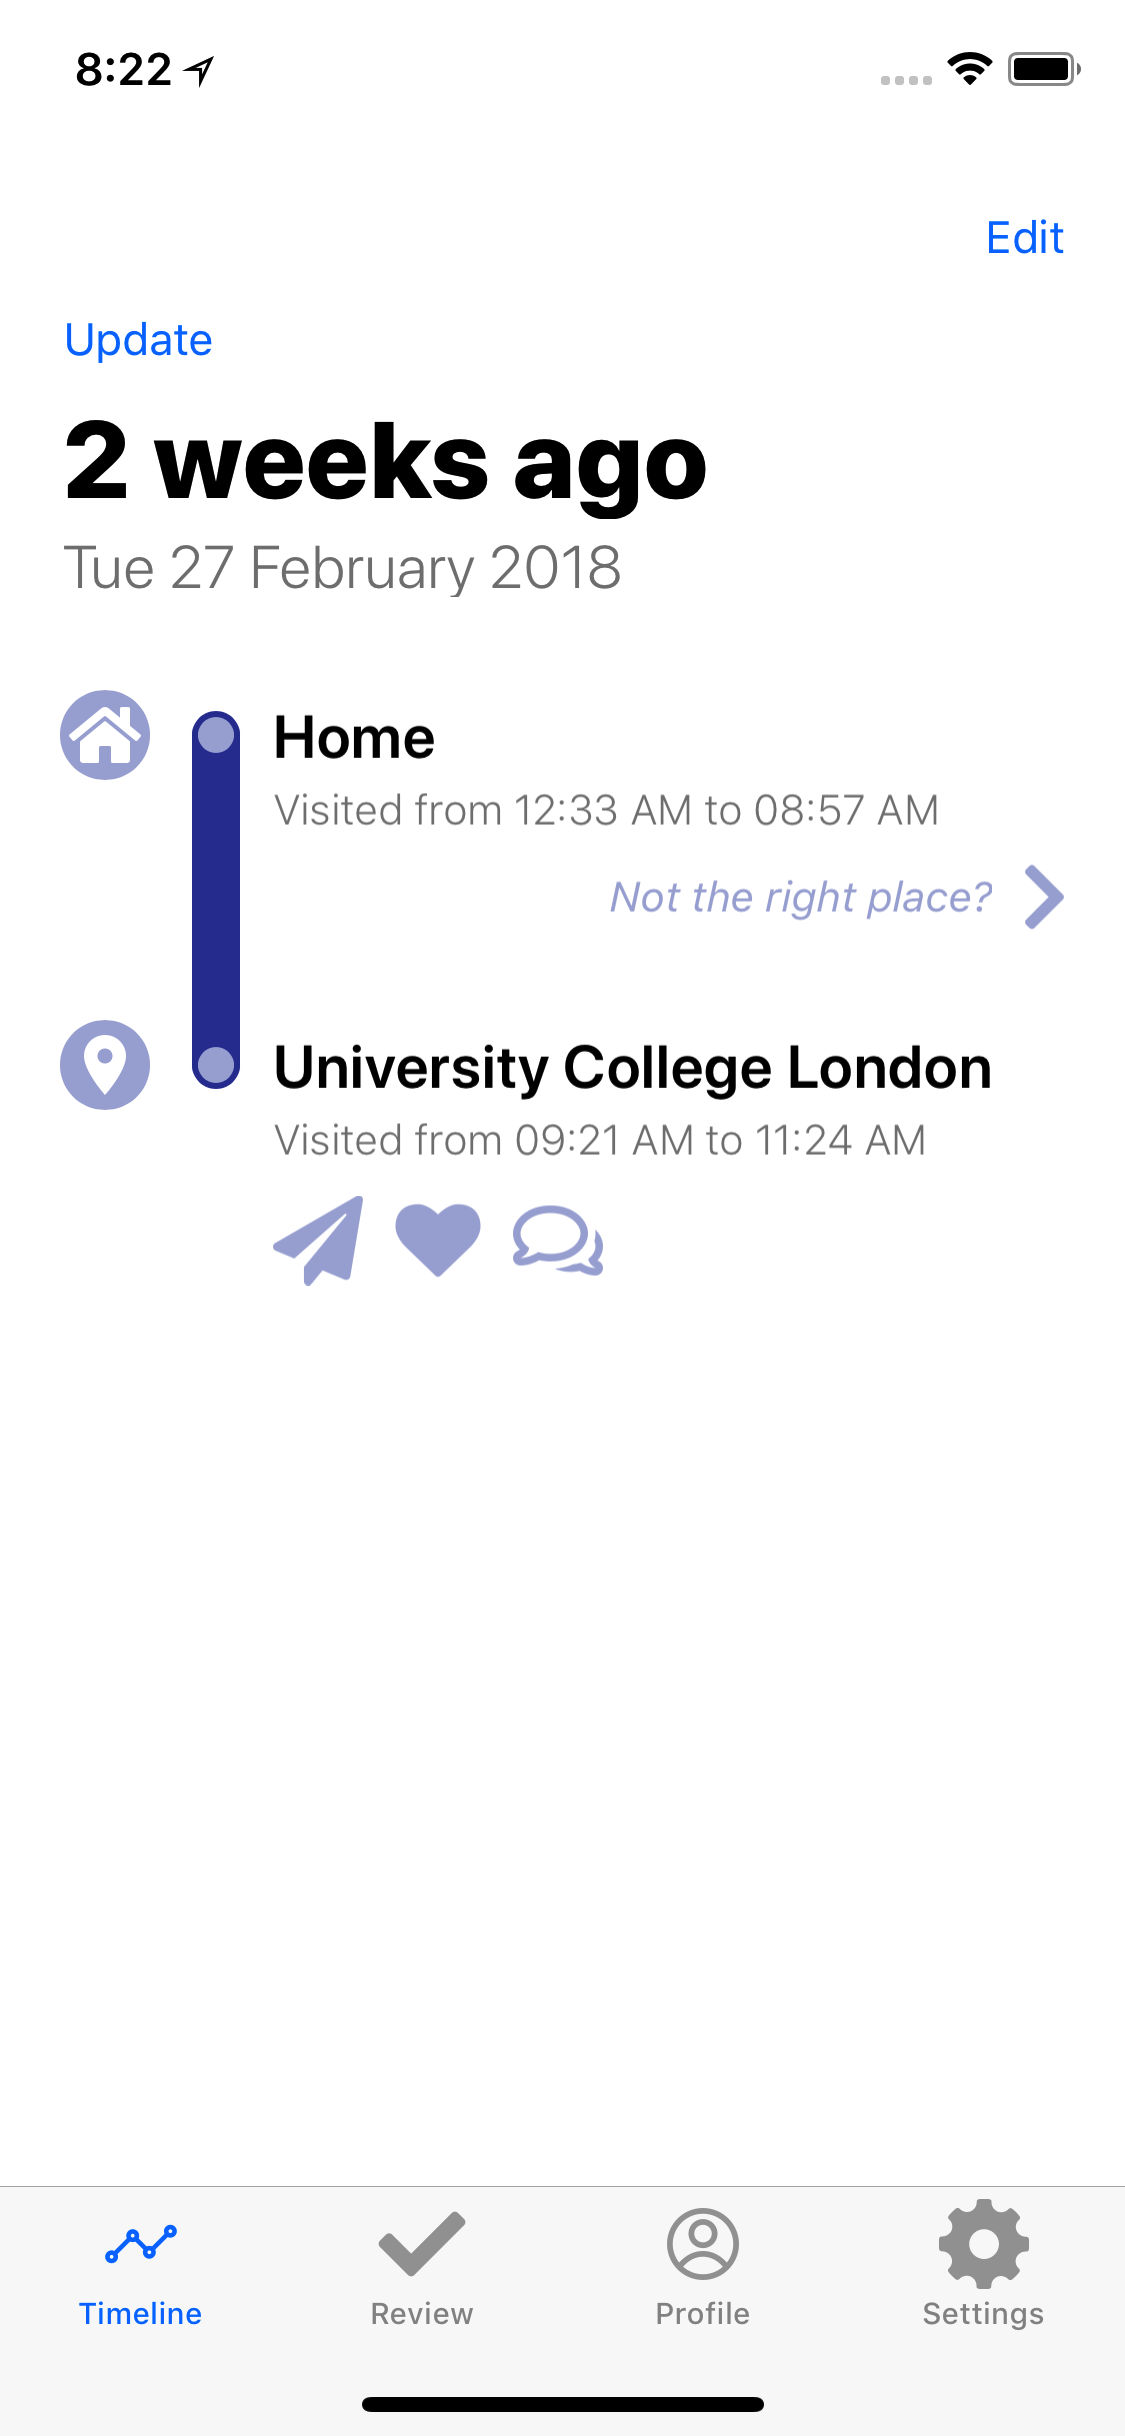 8:22
Edit
Update
2 weeks ago
Tue 27 February 2018
Home
Visited from 12:33 AM to 08:57 AM
Not the right place?
University College London
Visited from 09:21 AM to 11:24 AM
Timeline Review Profile Settings